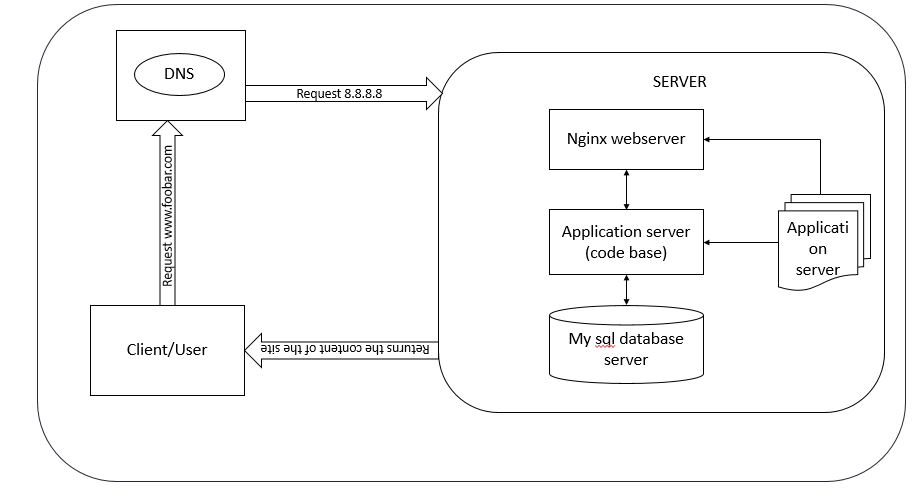 DNS
Request 8.8.8.8
SERVER
Nginx webserver
Request www.foobar.com
Application server
(code base)
Applicati
on
server
Client/User
Returns the content of the site
My sql database
server